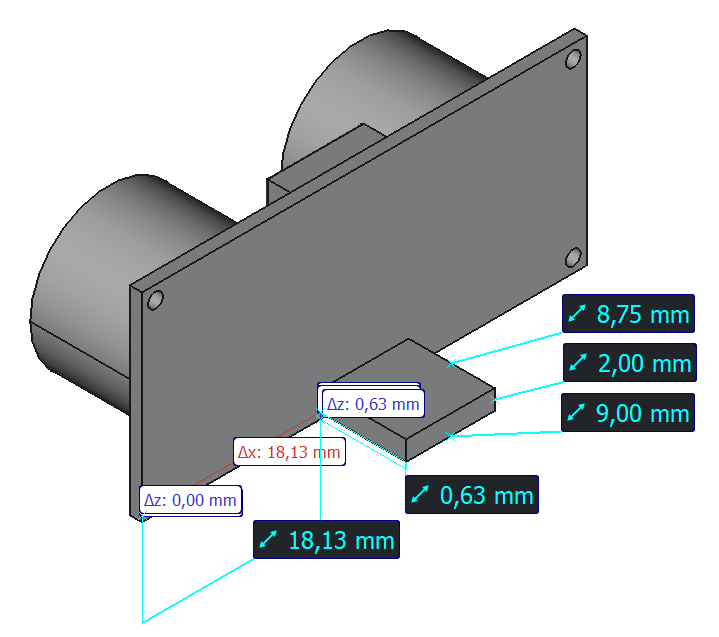 8,75 mm
2,00 mm
Δz: 0,63 mm
9,00 mm
Δx: 18,13 mm
Δz: 0,00 mm
0,63 mm
18,13 mm